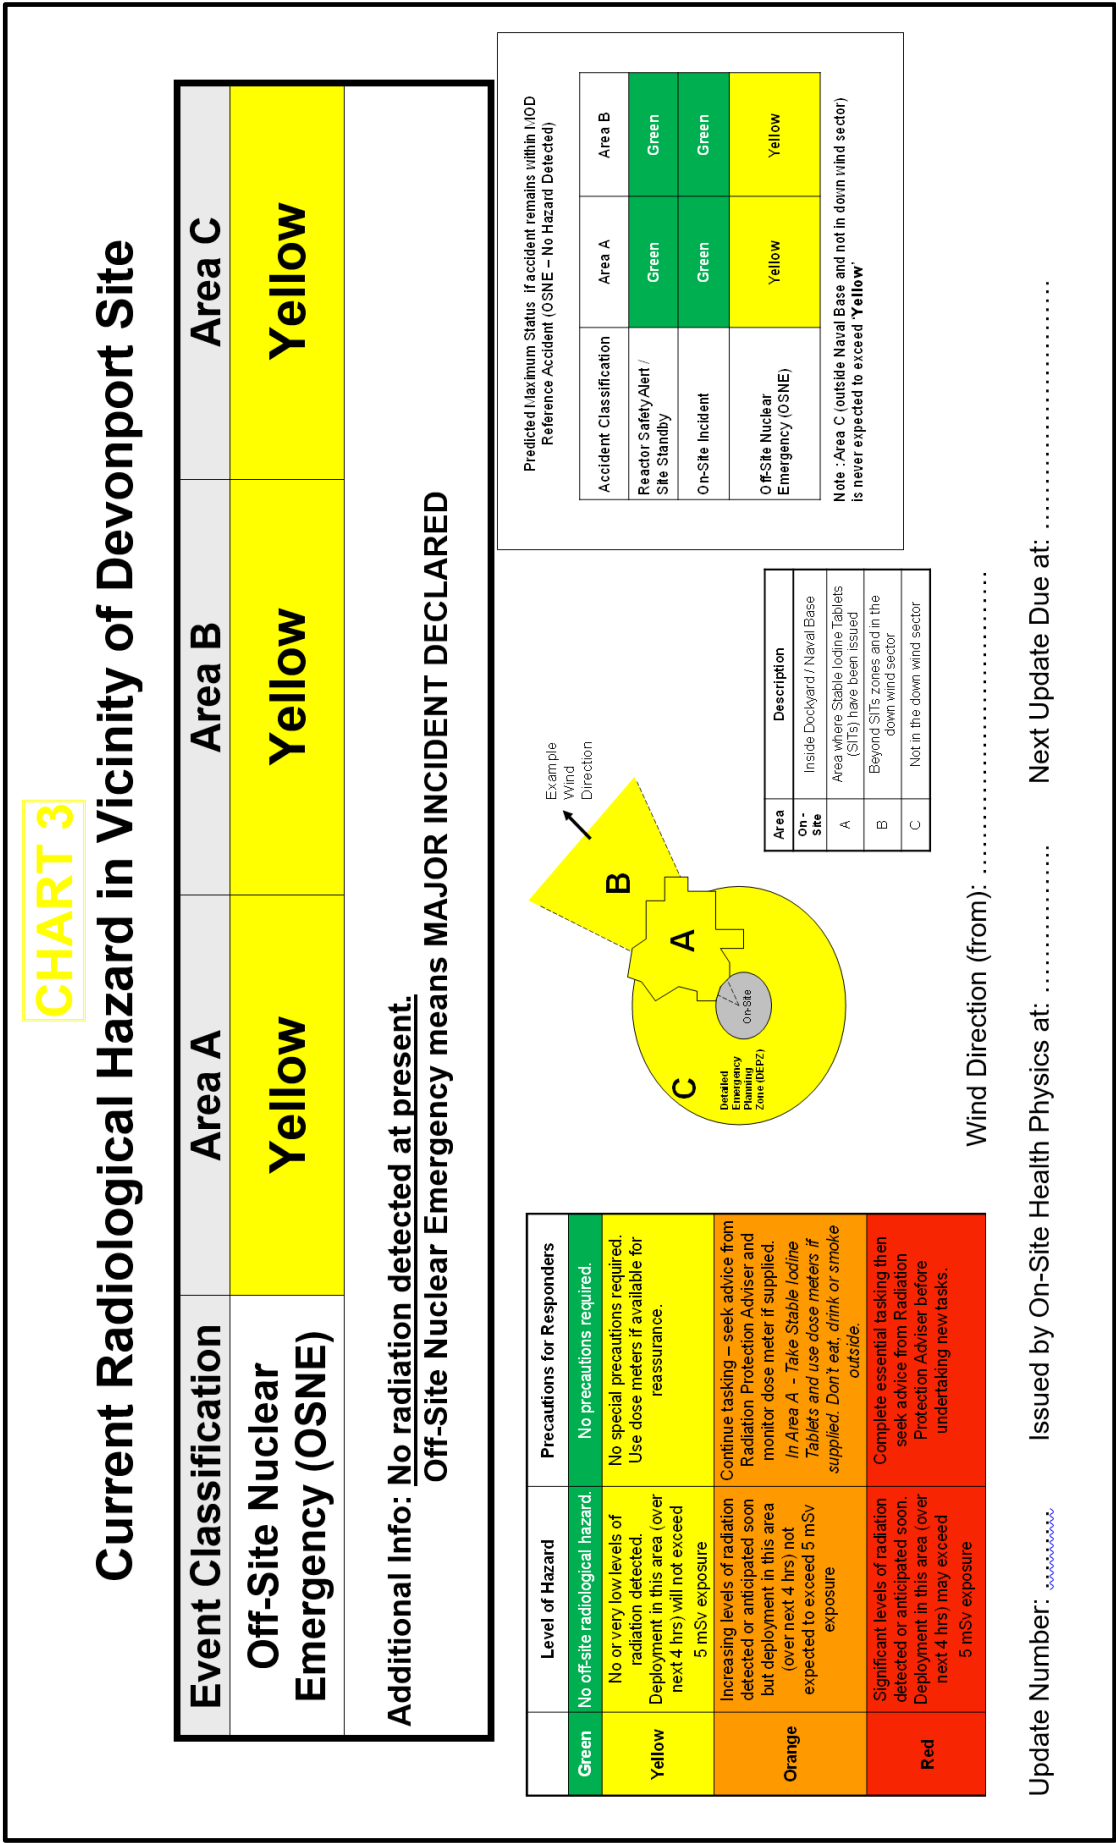 CHART 3
Current Radiological Hazard in Vicinity of Devonport Site
Event Classification
Area A
Area B
Area C
Off-Site Nuclear
Emergency (OSNE)
Yellow
Yellow
Yellow
Additional Info: No radiation detected at present.
Off-Site Nuclear Emergency means MAJOR INCIDENT DECLARED
Level of Hazard
Precautions for Responders
Green
No off-site radiological hazard.
No precautions required.
Yellow
No or very low levels of
radiation detected.
Deployment in this area (over
next 4 hrs) will not exceed
5 mSv exposure
No special precautions required.
Use dose meters if available for
reassurance.
Orange
Increasing levels of radiation
detected or anticipated soon
but deployment in this area
(over next 4 hrs) not
expected to exceed 5 mSv
exposure
Continue tasking – seek advice from
Radiation Protection Adviser and
monitor dose meter if supplied.
In Area A - Take Stable Iodine
Tablets and use dose meters if
supplied. Don't eat, drink or smoke
outside.
Red
Significant levels of radiation
detected or anticipated soon.
Deployment in this area (over
next 4 hrs) may exceed
5 mSv exposure
Complete essential tasking then
seek advice from Radiation
Protection Adviser before
undertaking new tasks.
Example
Wind
Direction
B
A
C
On-Site
Detailed
Emergency
Planning
Zone (DEPZ)
Area
Description
On -
site
Inside Dockyard / Naval Base
A
Area where Stable Iodine Tablets
(SITs) have been issued
B
Beyond SITs zones and in the
down wind sector
C
Not in the down wind sector
Predicted Maximum Status if accident remains within MOD
Reference Accident (OSNE – No Hazard Detected)
Accident Classification
Area A
Area B
Reactor Safety Alert /
Site Standby
Green
Green
On-Site Incident
Green
Green
Off-Site Nuclear
Emergency (OSNE)
Yellow
Yellow
Note : Area C (outside Naval Base and not in down wind sector)
is never expected to exceed 'Yellow'
Wind Direction (from): ……………………………………
Update Number: …………
Issued by On-Site Health Physics at: ………………
Next Update Due at: ………………………………